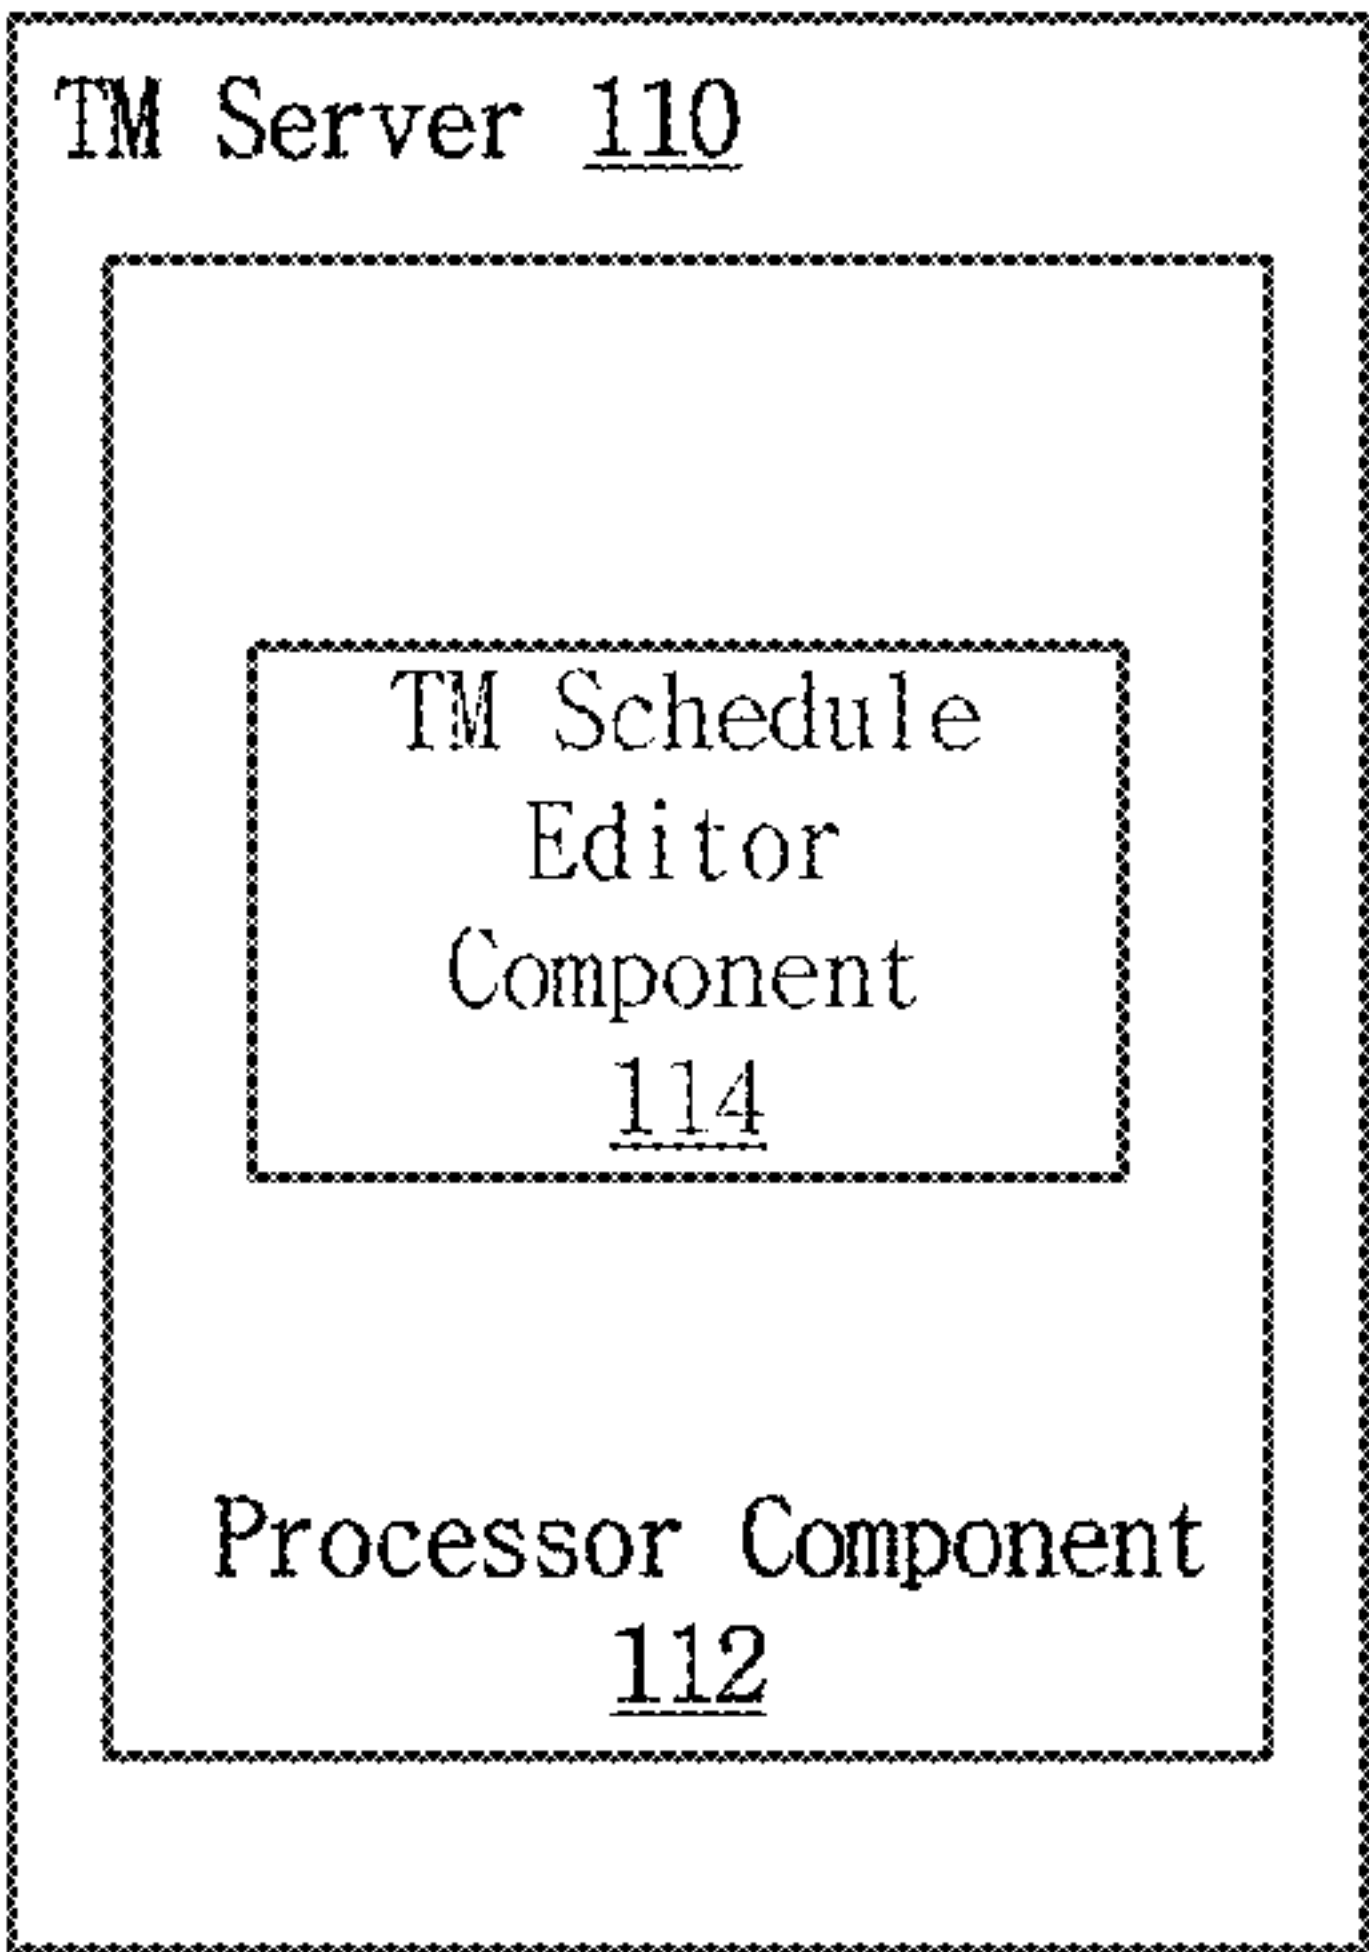 TM Server 110
TM Schedule
Editor
Component
114
Processor Component
112